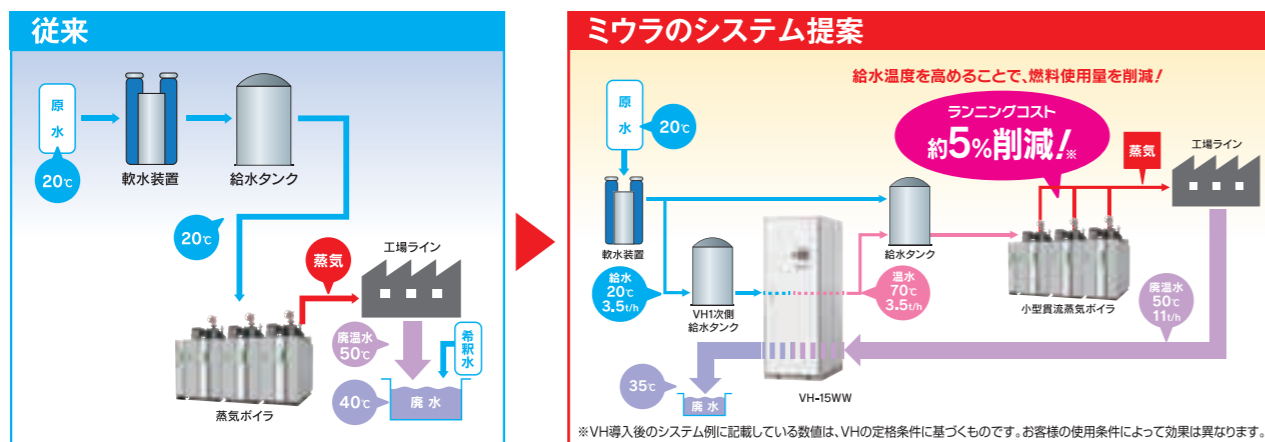 従来
原水
20℃
軟水装置
給水タンク
20℃
蒸気
工場ライン
廃温水
50℃
希釈水
40℃
廃水
蒸気ボイラ
ミウラのシステム提案
給水温度を高めることで、燃料使用量を削減!
ランニングコスト
約5%削減!※
原水
20℃
蒸気
工場ライン
軟水装置
給水
20℃
3.5t/h
VH1次側
給水タンク
給水タンク
温水
70℃
3.5t/h
小型貫流蒸気ボイラ
廃温水
50℃
11t/h
35℃
廃水
VH-15WW
※VH導入後のシステム例に記載している数値は、VHの定格条件に基づくものです。お客様の使用条件によって効果は異なります。